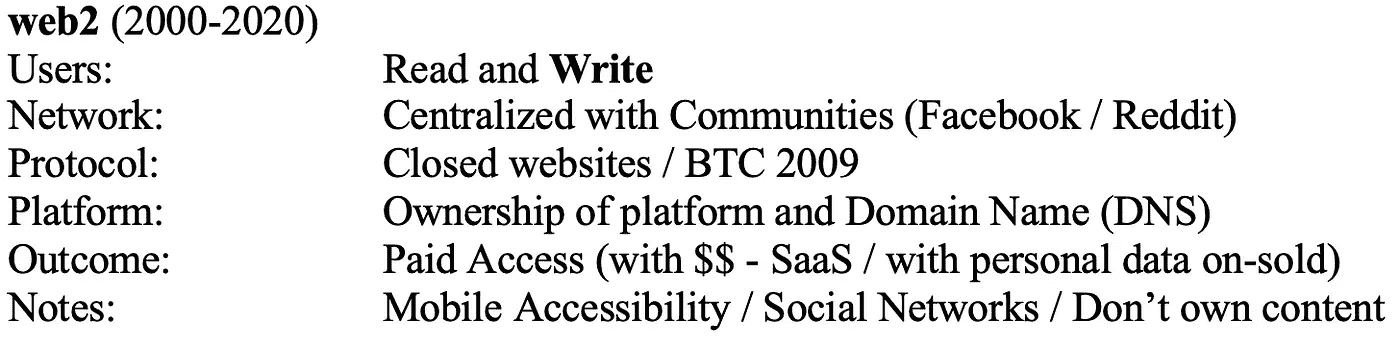 web2 (2000-2020)
Users: Read and Write
Network: Centralized with Communities (Facebook / Reddit)
Protocol: Closed websites / BTC 2009
Platform: Ownership of platform and Domain Name (DNS)
Outcome: Paid Access (with $$ - SaaS / with personal data on-sold)
Notes: Mobile Accessibility / Social Networks / Don’t own content